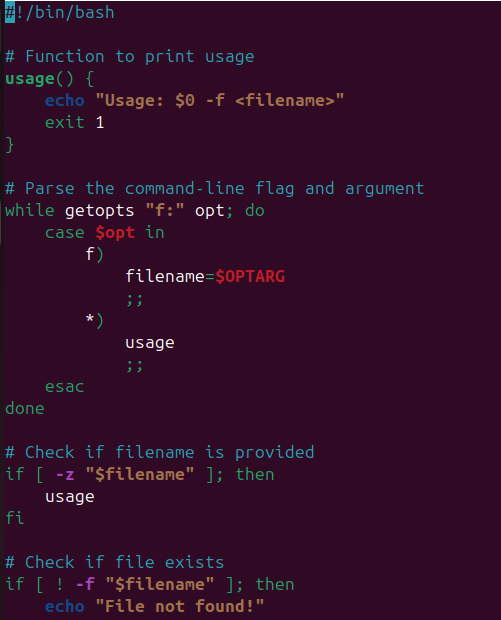 #!/bin/bash

# Function to print usage
usage() {
    echo "Usage: $0 -f <filename>"
    exit 1
}

# Parse the command-line flag and argument
while getopts "f:" opt; do
    case $opt in
        f)
            filename=$OPTARG
            ;;
        *)
            usage
            ;;
    esac
done

# Check if filename is provided
if [ -z "$filename" ]; then
    usage
fi

# Check if file exists
if [ ! -f "$filename" ]; then
    echo "File not found!"